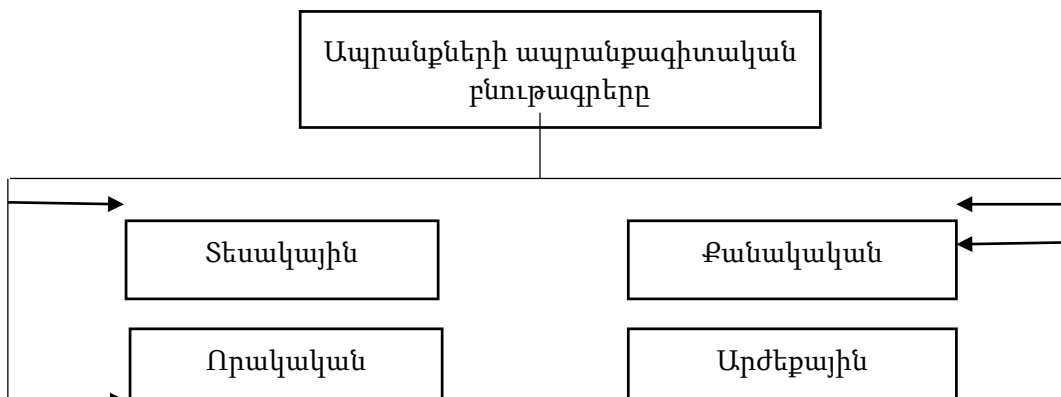 Ապրանքների ապրանքագիտական
բնութագրերը
Տեսակային
Քանակական
Որակական
Արժեքային